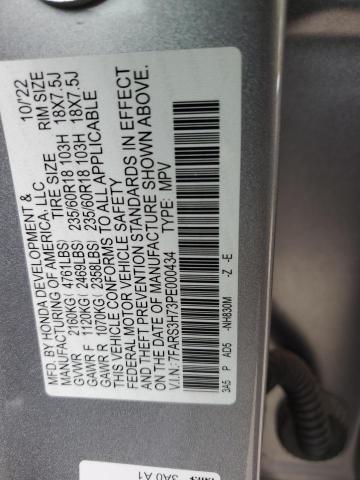 MFD. BY HONDA DEVELOPMENT & 10/22
MANUFACTURING OF AMERICA, LLC
TIRE SIZE RIM SIZE
GVWR 2160KG( 4761LBS)
GAWR F 1120KG( 2469LBS) 235/60R18 103H 18X7.5J
GAWR R 1070KG( 2358LBS) 235/60R18 103H 18X7.5J
THIS VEHICLE CONFORMS TO ALL APPLICABLE
FEDERAL MOTOR VEHICLE SAFETY
AND THEFT PREVENTION STANDARDS IN EFFECT
ON THE DATE OF MANUFACTURE SHOWN ABOVE.
V.I.N.: 7FARS3H73PE000434 TYPE: MPV
3A5 P AD5 -NH830M -Z -E
3A0 A1